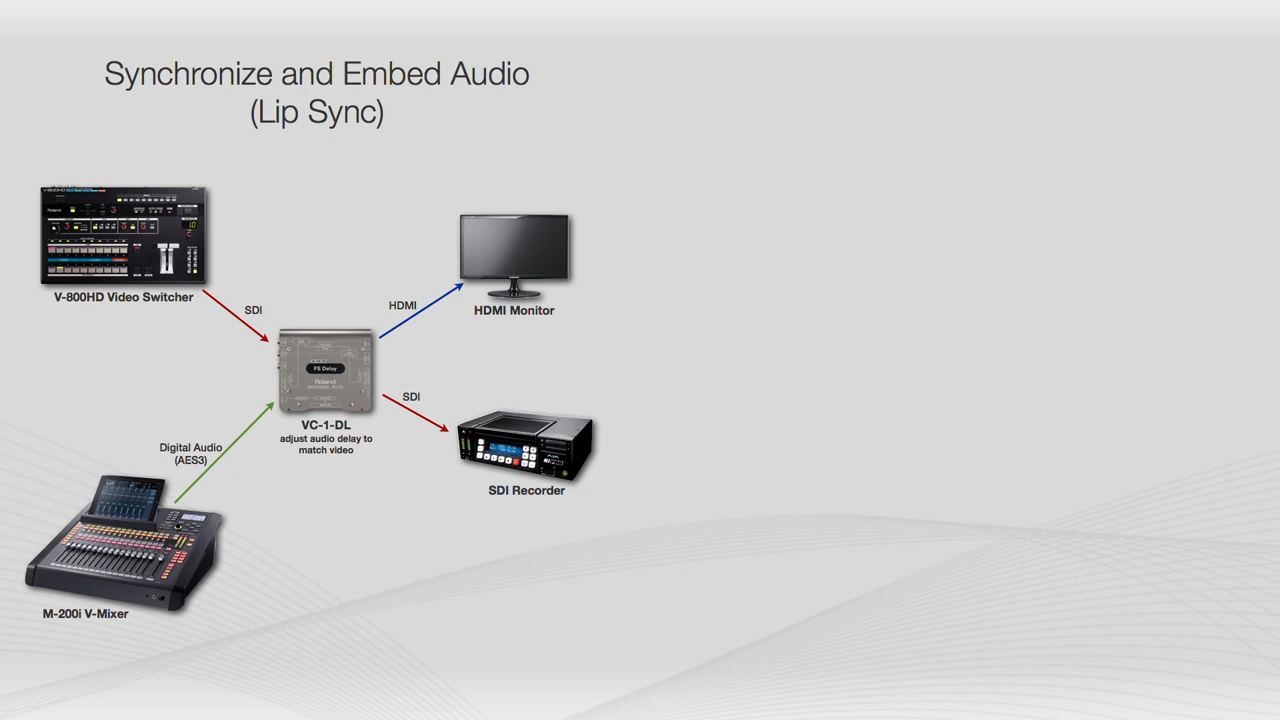 Synchronize and Embed Audio
(Lip Sync)
V-800HD Video Switcher
SDI
HDMI
HDMI Monitor
FS Delay
Roland
VC-1-DL
adjust audio delay to
match video
SDI
SDI Recorder
Digital Audio
(AES3)
M-200i V-Mixer